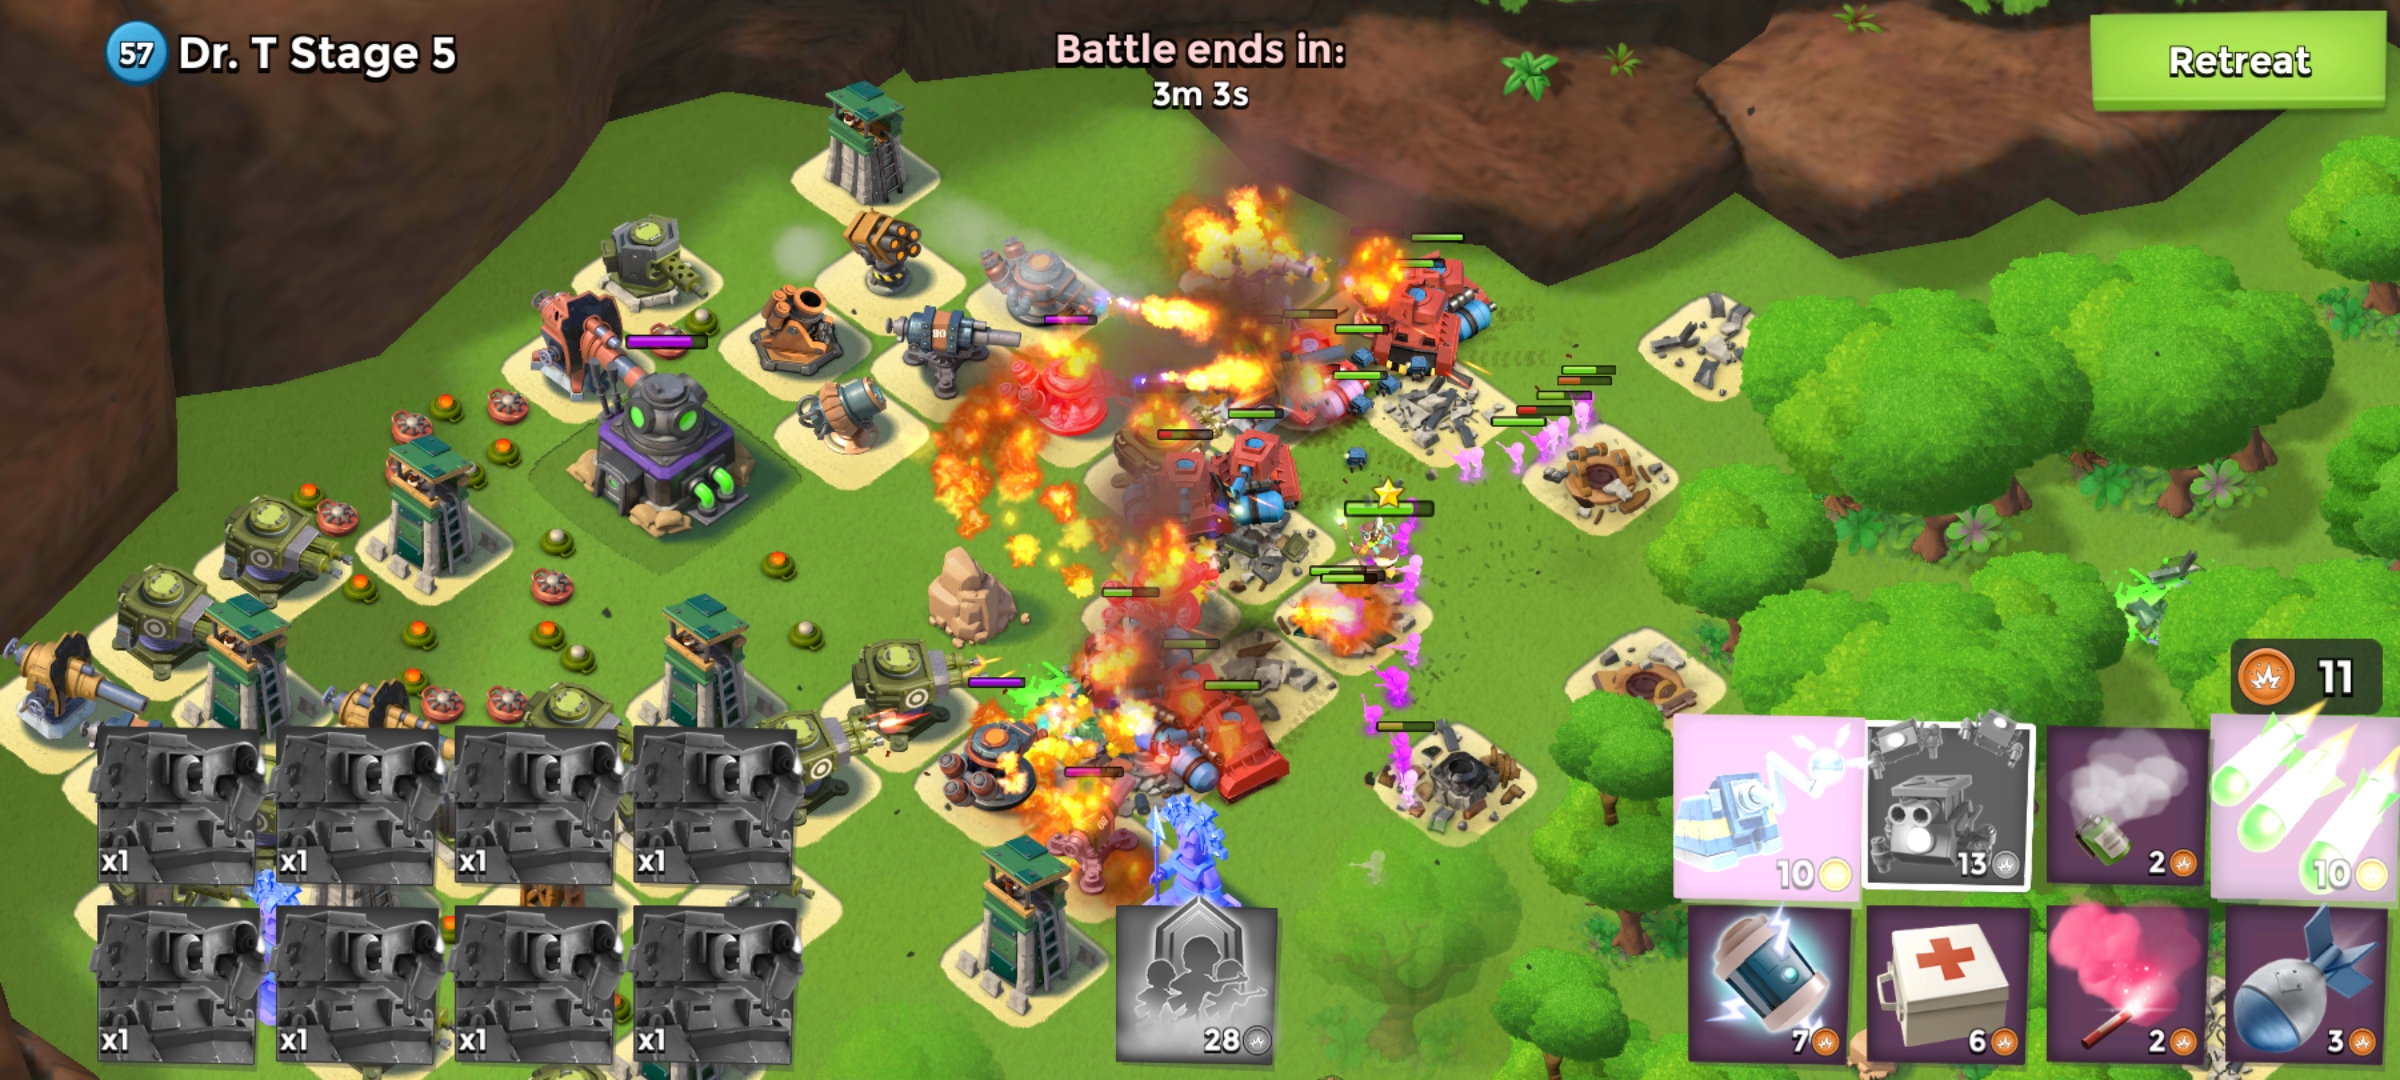 57 Dr. T Stage 5
Battle ends in:
3m 3s
Retreat
11
x1 x1 x1 x1
10 13 2 10
x1 x1 x1 x1
28
7 6 2 3